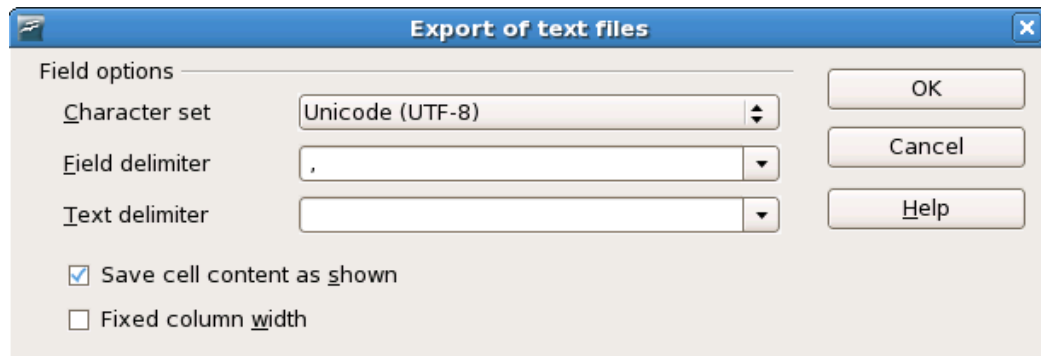 Export of text files
Field options
OK
Character set
Unicode (UTF-8)
Cancel
Field delimiter
,
Text delimiter
Help
Save cell content as shown
Fixed column width